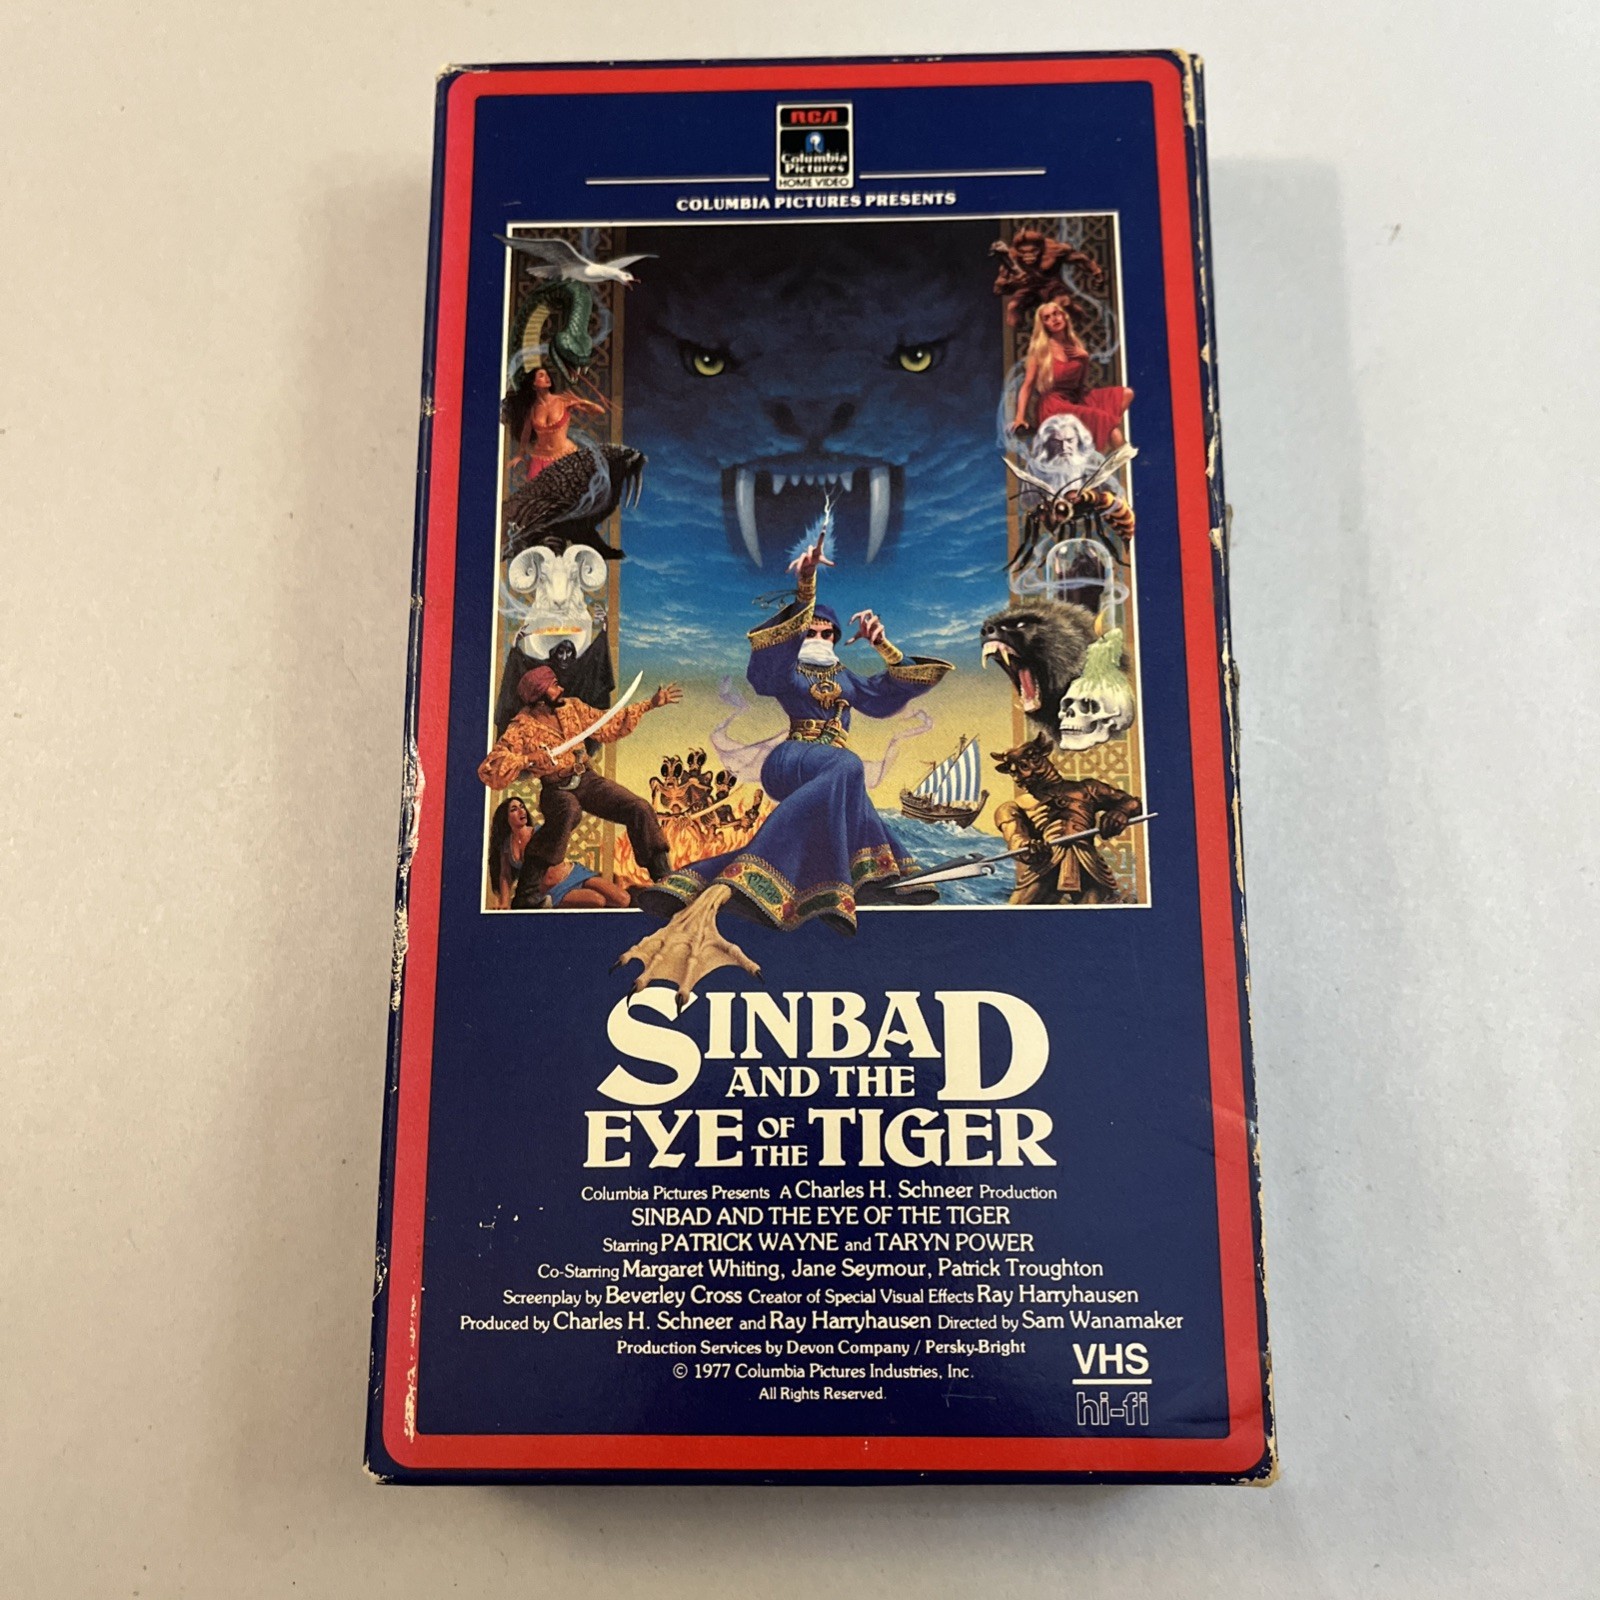 RCA
Columbia
Pictures
HOME VIDEO
COLUMBIA PICTURES PRESENTS
SINBAD
AND THE
EYE OF THE TIGER
Columbia Pictures Presents A Charles H. Schneer Production
SINBAD AND THE EYE OF THE TIGER
Starring PATRICK WAYNE and TARYN POWER
Co-Starring Margaret Whiting, Jane Seymour, Patrick Troughton
Screenplay by Beverley Cross Creator of Special Visual Effects Ray Harryhausen
Produced by Charles H. Schneer and Ray Harryhausen Directed by Sam Wanamaker
Production Services by Devon Company / Persky-Bright
© 1977 Columbia Pictures Industries, Inc.
All Rights Reserved.
VHS
hi-fi